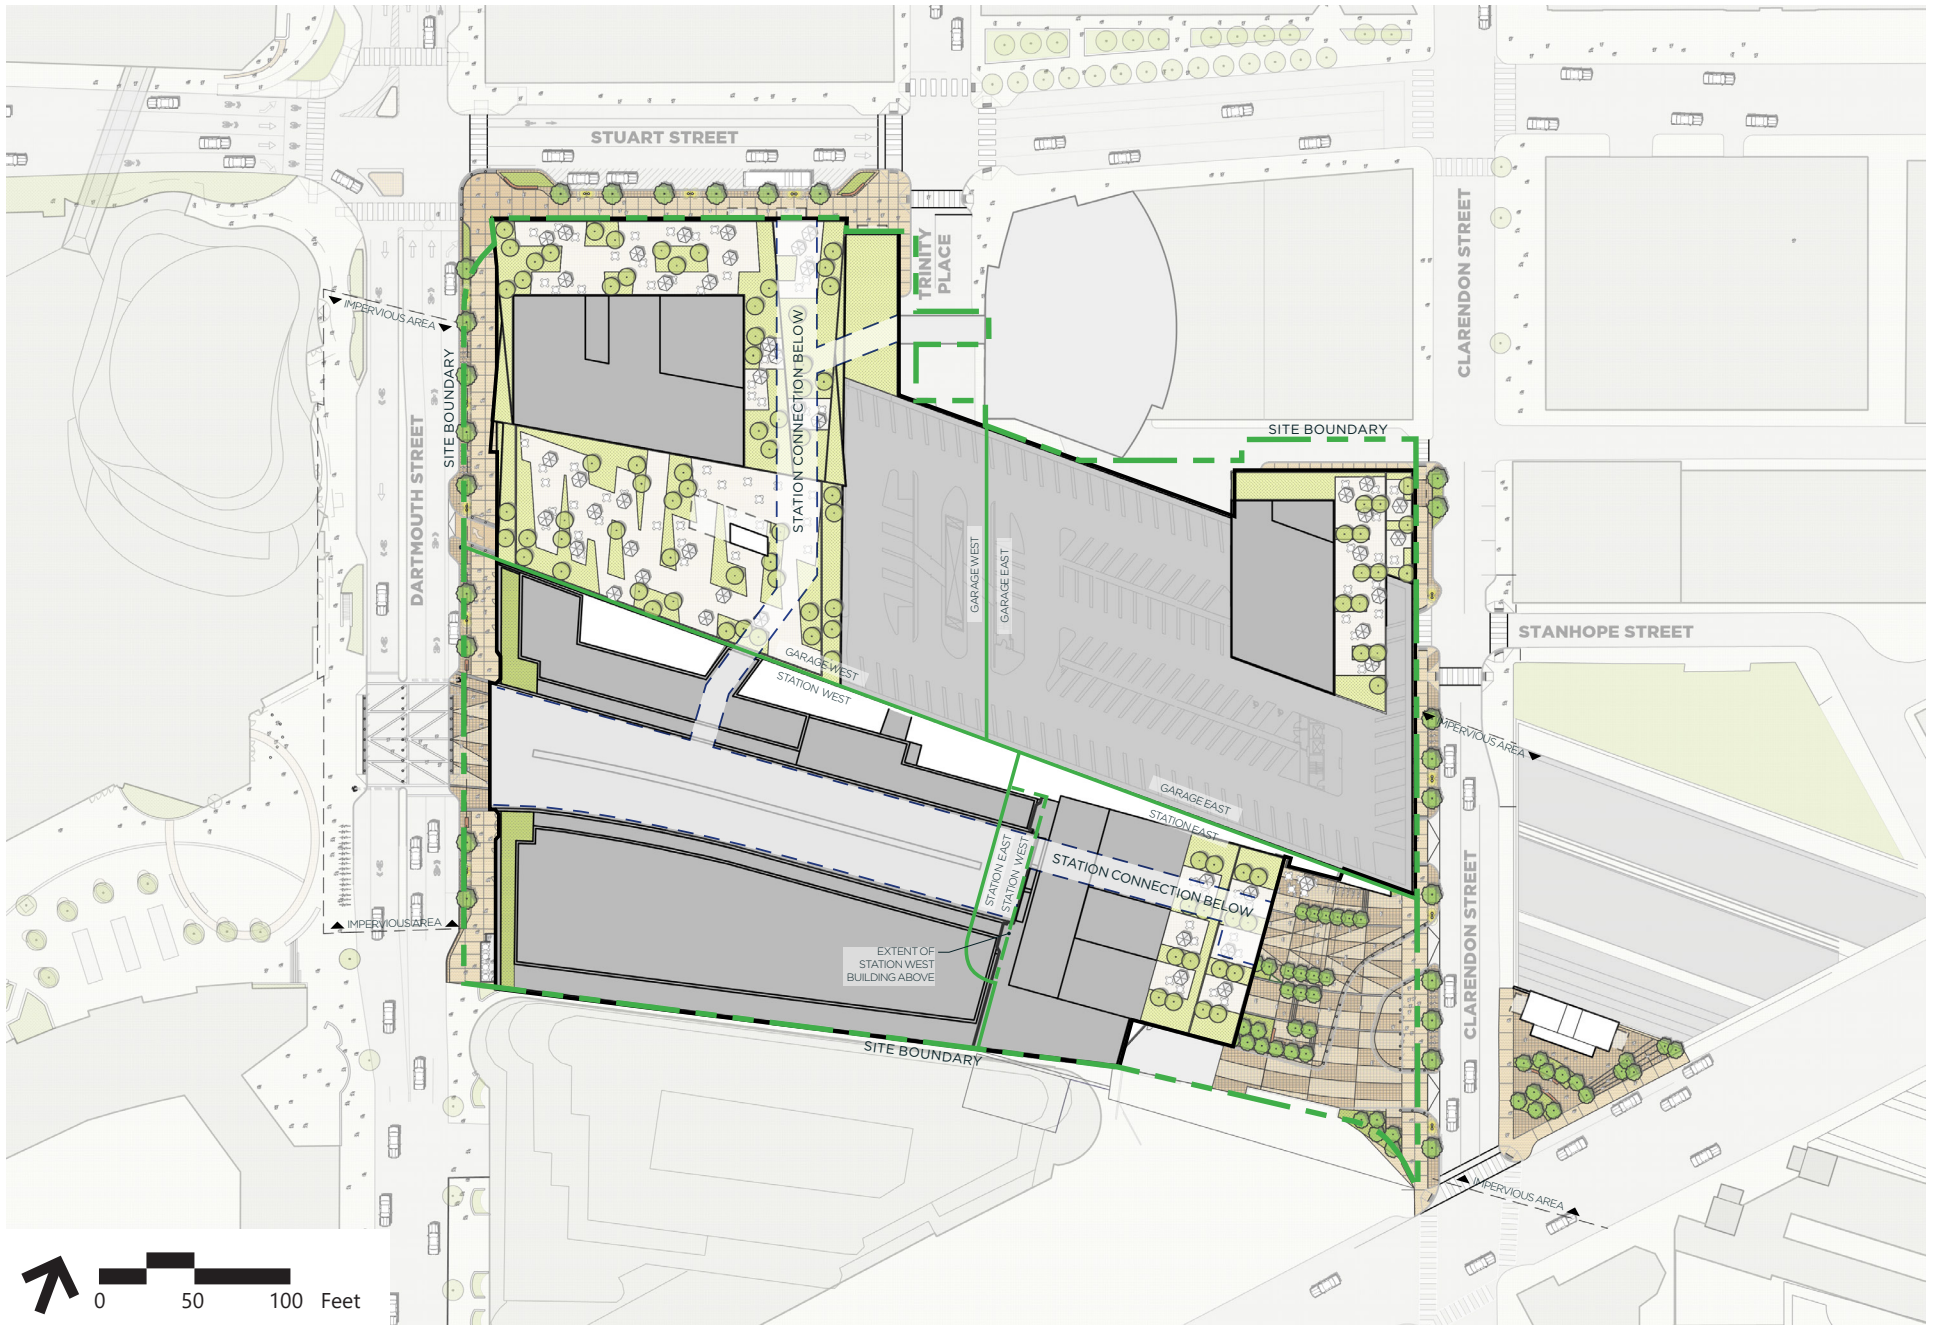 STUART STREET
TRINITY
PLACE
CLARENDON STREET
IMPERVIOUS AREA
SITE BOUNDARY
DARTMOUTH STREET
STATION CONNECTION BELOW
SITE BOUNDARY
GARAGE WEST
GARAGE EAST
STANHOPE STREET
GARAGE WEST
STATION WEST
IMPERVIOUS AREA
GARAGE EAST
STATION EAST
STATION EAST
STATION WEST
STATION CONNECTION BELOW
CLARENDON STREET
IMPERVIOUS AREA
EXTENT OF
STATION WEST
BUILDING ABOVE
SITE BOUNDARY
IMPERVIOUS AREA
0 50 100 Feet